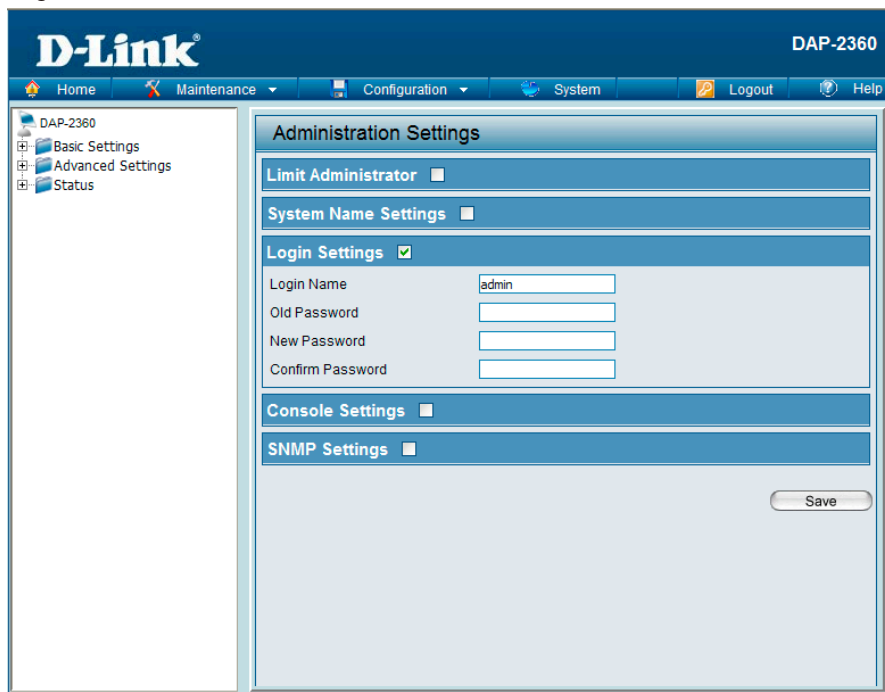 D-Link®
DAP-2360
Home Maintenance Configuration System Logout Help
DAP-2360
Basic Settings
Advanced Settings
Status
Administration Settings
Limit Administrator
System Name Settings
Login Settings
Login Name admin
Old Password
New Password
Confirm Password
Console Settings
SNMP Settings
Save